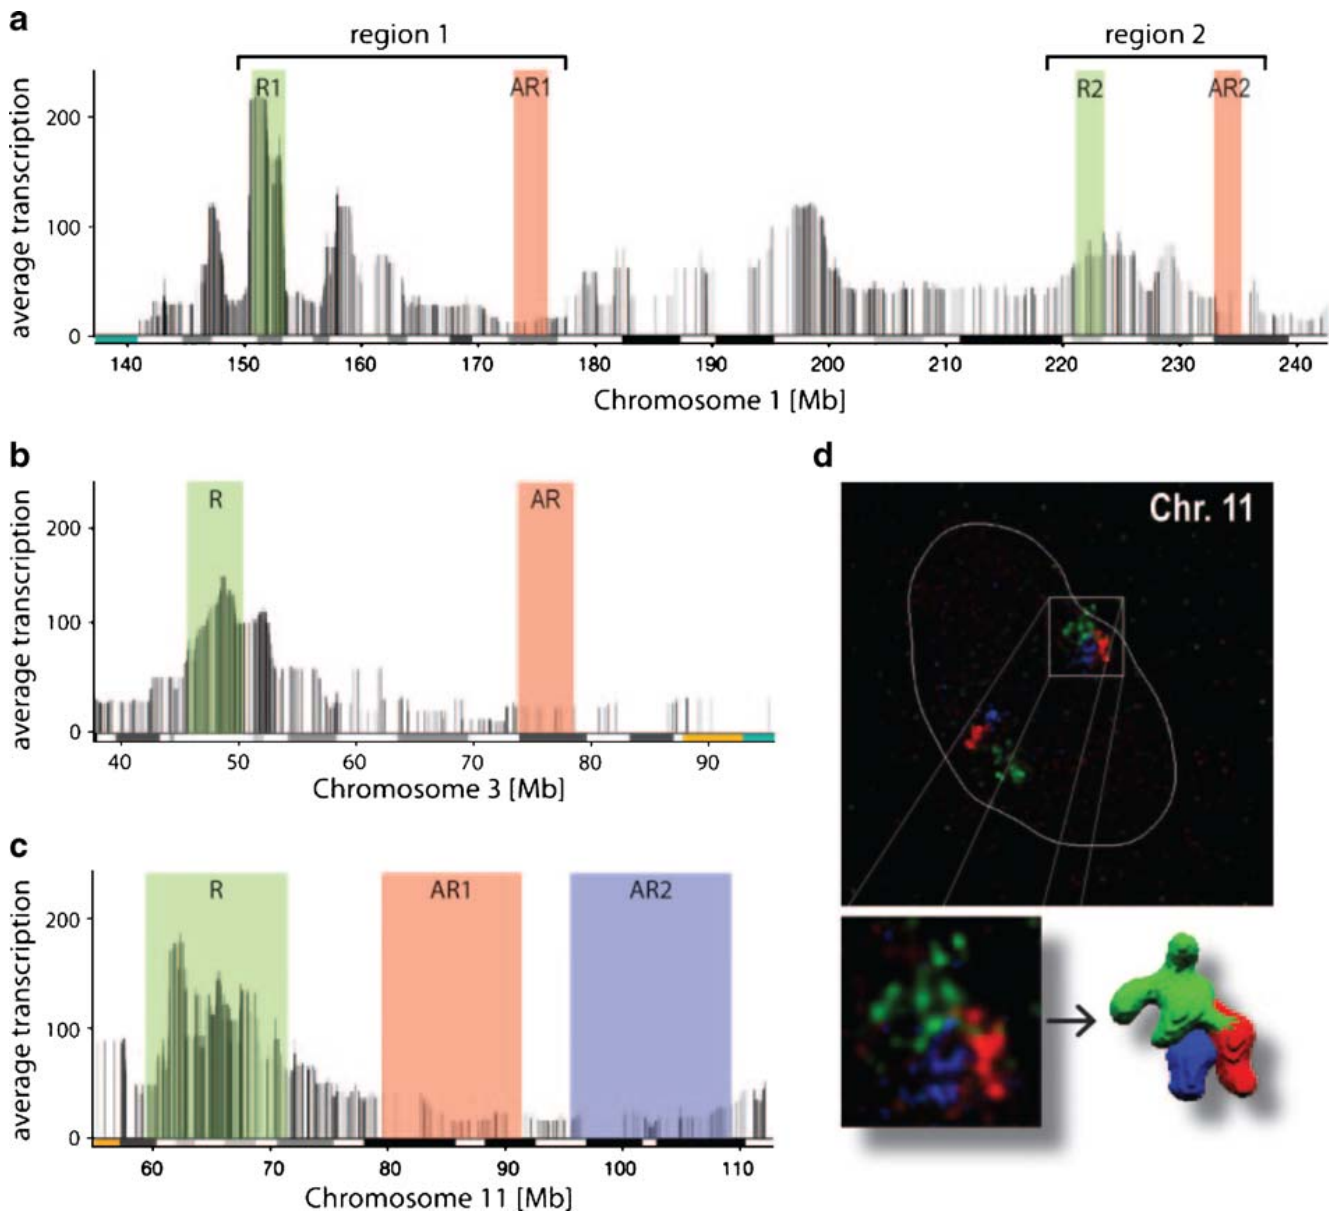 a
region 1
region 2
R1
AR1
R2
AR2
average transcription
200
100
0
140 150 160 170 180 190 200 210 220 230 240
Chromosome 1 [Mb]
b
R
AR
average transcription
200
100
0
40 50 60 70 80 90
Chromosome 3 [Mb]
c
R
AR1
AR2
average transcription
200
100
0
60 70 80 90 100 110
Chromosome 11 [Mb]
d
Chr. 11